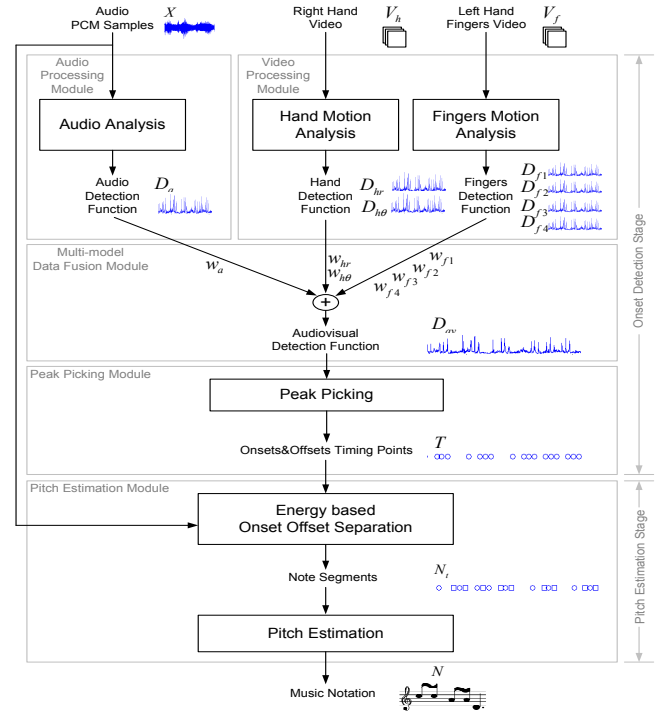 Audio
PCM Samples
X
Right Hand
Video
V_h
Left Hand
Fingers Video
V_f
Audio
Processing
Module
Video
Processing
Module
Audio Analysis
Hand Motion
Analysis
Fingers Motion
Analysis
Audio
Detection
Function
D_a
Hand
Detection
Function
D_hr
D_hθ
Fingers
Detection
Function
D_f1
D_f2
D_f3
D_f4
Multi-model
Data Fusion Module
w_a
w_hr
w_hθ
w_f1
w_f2
w_f3
w_f4
+
Audiovisual
Detection Function
D_av
Peak Picking Module
Peak Picking
Onsets&Offsets Timing Points
T
Onset Detection Stage
Pitch Estimation Module
Energy based
Onset Offset Separation
Note Segments
N_t
Pitch Estimation
Pitch Estimation Stage
Music Notation
N